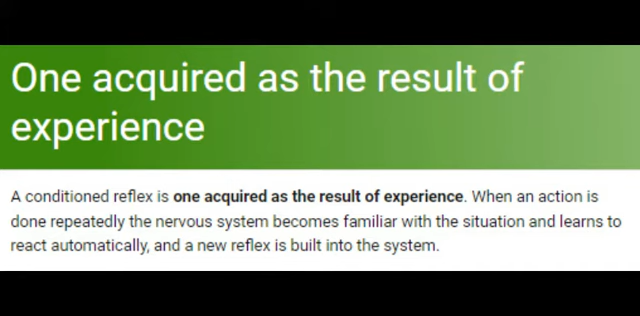 One acquired as the result of
experience
A conditioned reflex is one acquired as the result of experience. When an action is
done repeatedly the nervous system becomes familiar with the situation and learns to
react automatically, and a new reflex is built into the system.